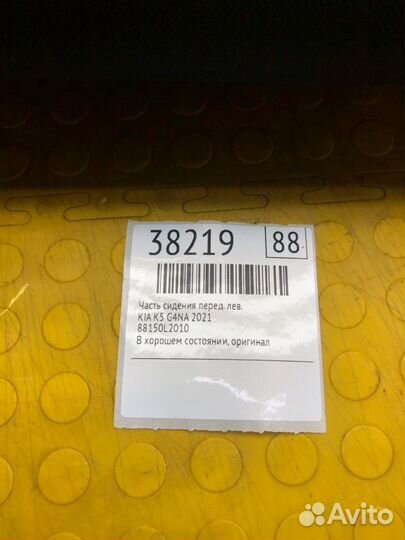 38219 88
Часть сидения перед. лев.
KIA K5 G4NA 2021
88150L2010
В хорошем состоянии, оригинал
Avito